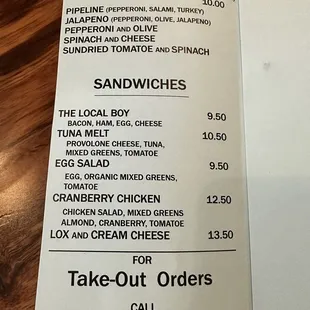 10.00
PIPELINE (PEPPERONI, SALAMI, TURKEY)
JALAPENO (PEPPERONI, OLIVE, JALAPENO)
PEPPERONI AND OLIVE
SPINACH AND CHEESE
SUNDRIED TOMATOE AND SPINACH
SANDWICHES
THE LOCAL BOY 9.50
BACON, HAM, EGG, CHEESE
TUNA MELT 10.50
PROVOLONE CHEESE, TUNA,
MIXED GREENS, TOMATOE
EGG SALAD 9.50
EGG, ORGANIC MIXED GREENS,
TOMATOE
CRANBERRY CHICKEN 12.50
CHICKEN SALAD, MIXED GREENS
ALMOND, CRANBERRY, TOMATOE
LOX AND CREAM CHEESE 13.50
FOR
Take-Out Orders
CALL